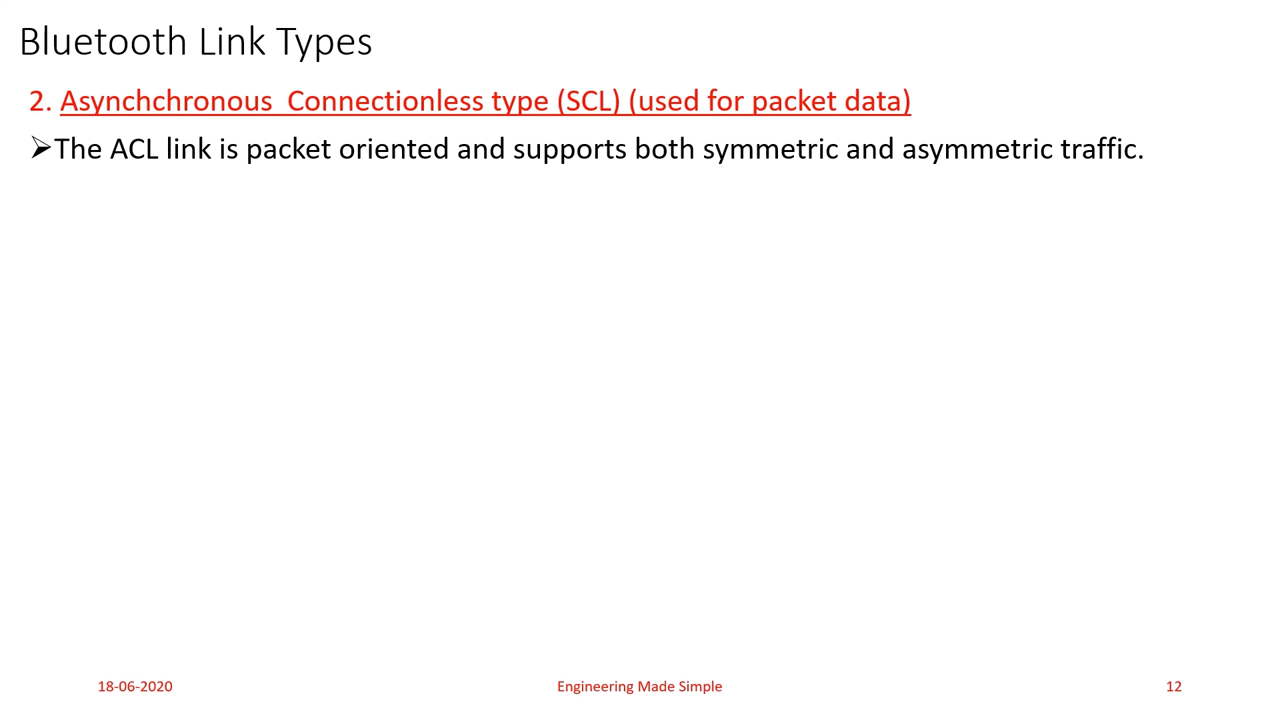 Bluetooth Link Types
2. Asynchchronous  Connectionless type (SCL) (used for packet data)
➢The ACL link is packet oriented and supports both symmetric and asymmetric traffic.
18-06-2020
Engineering Made Simple
12